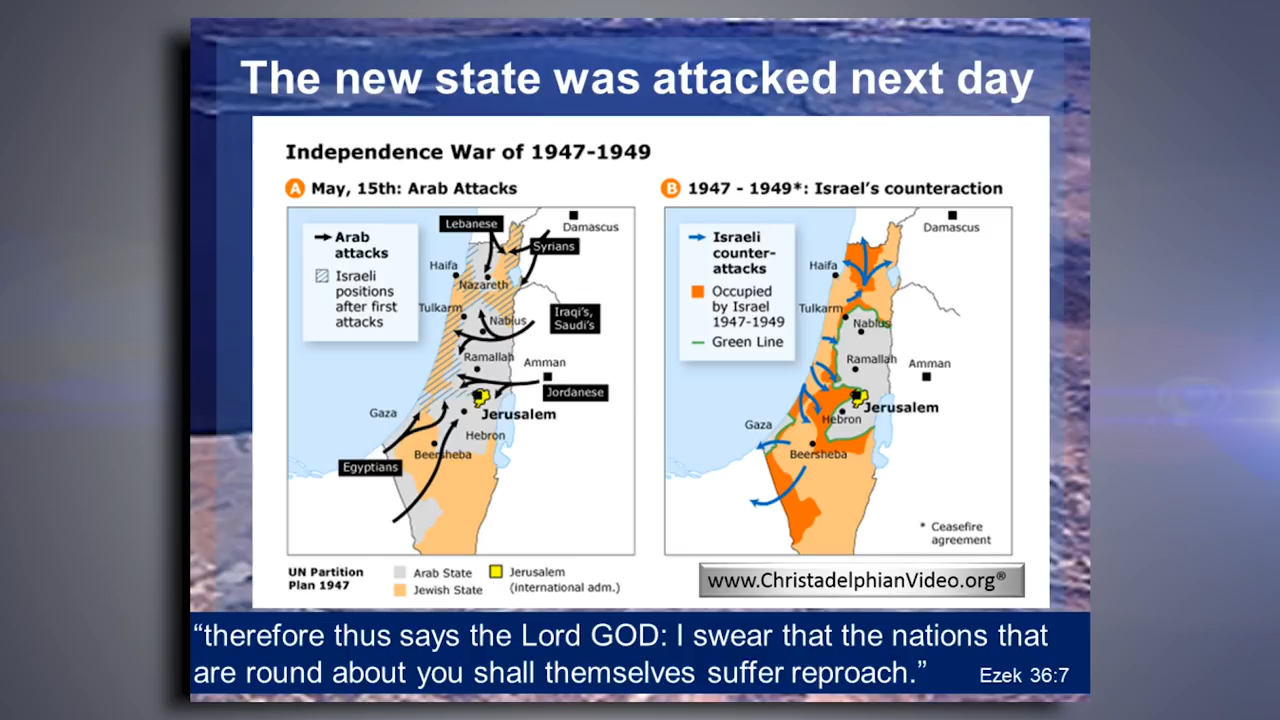 The new state was attacked next day
Independence War of 1947-1949
A May, 15th: Arab Attacks
Arab
attacks
Israeli
positions
after first
attacks
Lebanese
Damascus
Syrians
Haifa
Nazareth
Tulkarm
Nablus
Iraqi's,
Saudi's
Ramallah
Amman
Jordanese
Gaza
Jerusalem
Hebron
Beersheba
Egyptians
UN Partition
Plan 1947
Arab State
Jewish State
Jerusalem
(international adm.)
B 1947 - 1949*: Israel's counteraction
Israeli
counter-
attacks
Occupied
by Israel
1947-1949
Green Line
Damascus
Haifa
Tulkarm
Nablus
Ramallah
Amman
Jerusalem
Hebron
Gaza
Beersheba
* Ceasefire
agreement
www.ChristadelphianVideo.org®
“therefore thus says the Lord GOD: I swear that the nations that
are round about you shall themselves suffer reproach.” Ezek 36:7